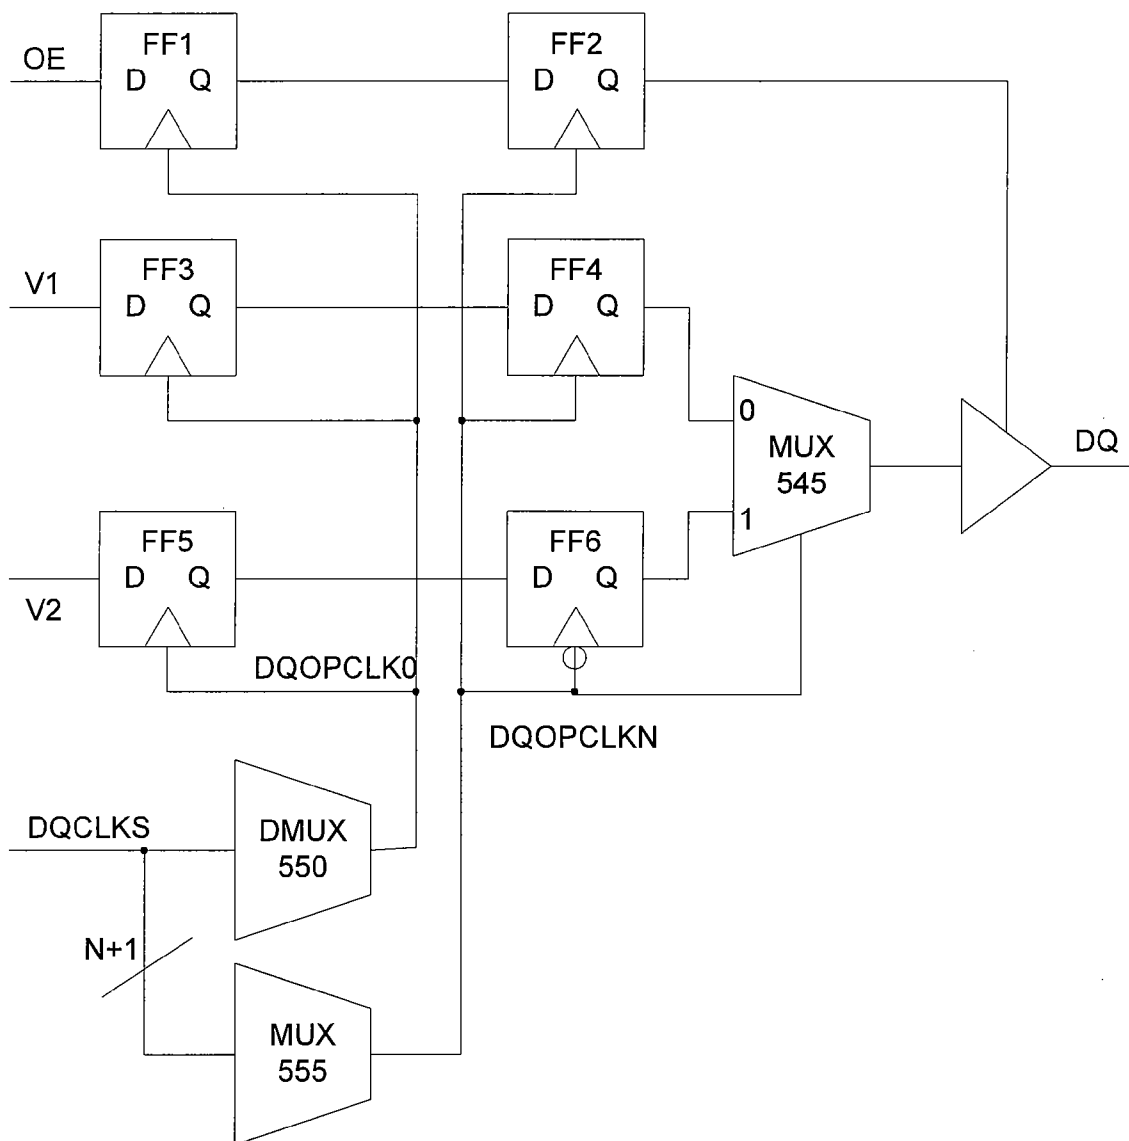 OE
FF1
D Q
FF2
D Q
V1
FF3
D Q
FF4
D Q
0
MUX
545
1
DQ
V2
FF5
D Q
FF6
D Q
DQOPCLK0
DQOPCLKN
DQCLKS
DMUX
550
N+1
MUX
555